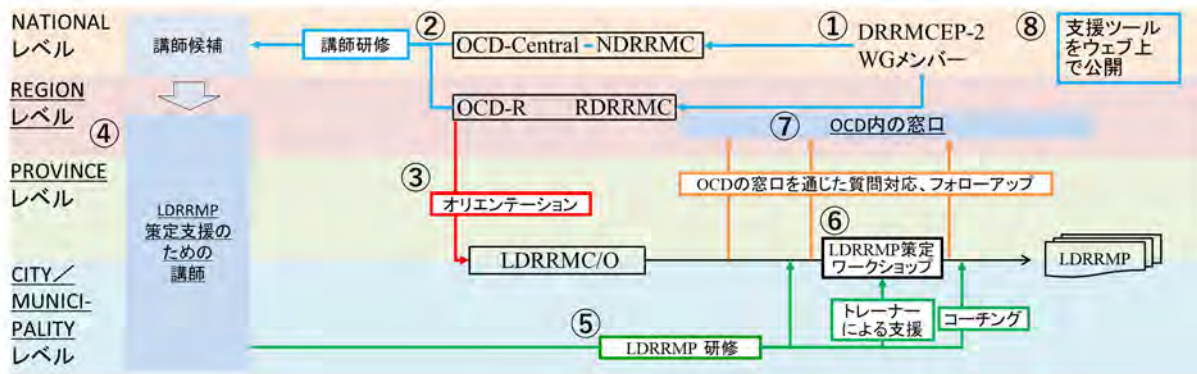 NATIONAL
レベル
講師候補
講師研修
②
OCD-Central - NDRRMC
①
DRRMCEP-2
WGメンバー
⑧
支援ツール
をウェブ上
で公開
REGION
レベル
OCD-R RDRRMC
⑦
OCD内の窓口
④
PROVINCE
レベル
③
オリエンテーション
OCDの窓口を通じた質問対応、フォローアップ
LDRRMP
策定支援の
ための
講師
LDRRMC/O
⑥
LDRRMP策定
ワークショップ
LDRRMP
CITY／
MUNICI-
PALITY
レベル
⑤
LDRRMP 研修
トレーナー
による支援
コーチング